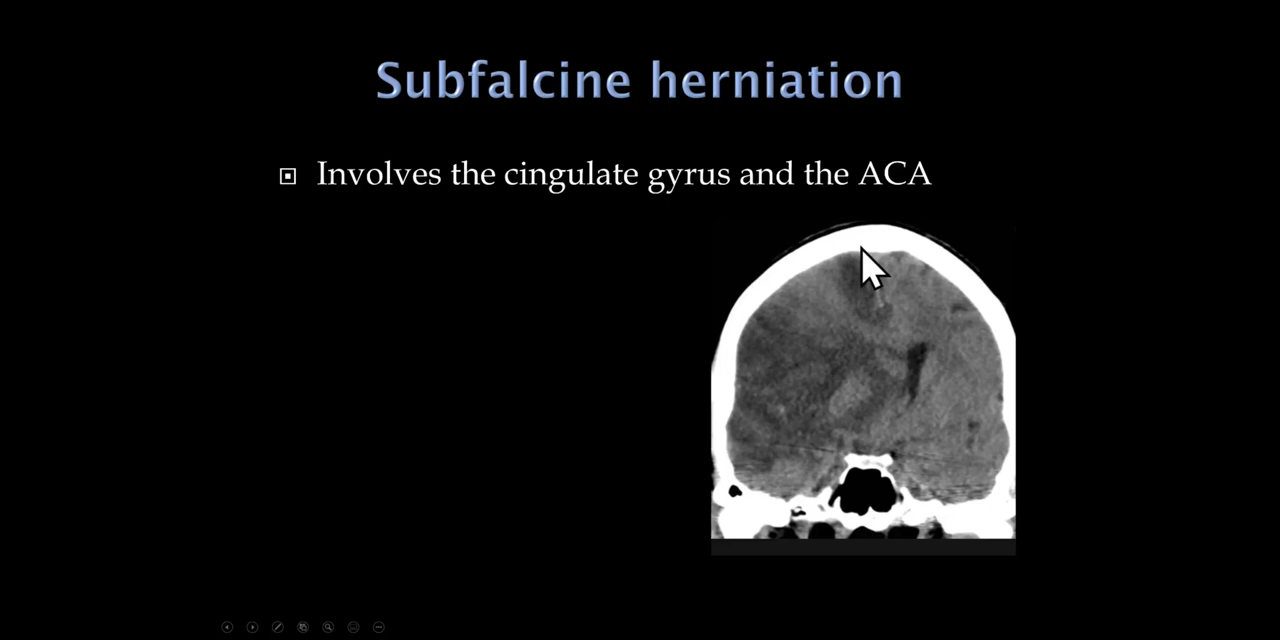 Subfalcine herniation
Involves the cingulate gyrus and the ACA